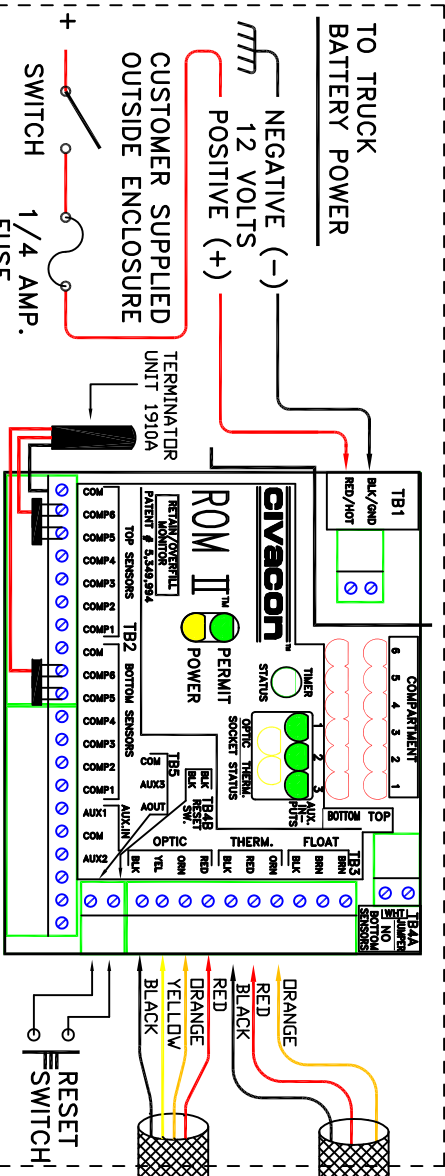 TO TRUCK
BATTERY POWER
NEGATIVE (-)
12 VOLTS
POSITIVE (+)
CUSTOMER SUPPLIED
OUTSIDE ENCLOSURE
+
SWITCH
1/4 AMP.
FUSE
TERMINATOR
UNIT 1910A
TB1
BLK/GND
RED/HOT
COMPARTMENT
6 5 4 3 2 1
BOTTOM TOP
civacon™
ROM II™
RETAIN/OVERFILL
MONITOR
PATENT # 5,349,994
PERMIT
POWER
TIMER
STATUS
1 2 3
AUX.
IN-
PUTS
OPTIC THERM.
SOCKET STATUS
TB4A
WHT JUMPER
NO
BOTTOM
SENSORS
TB3
FLOAT
BRN
BRN
BLK
THERM.
ORN
RED
BLK
OPTIC
RED
ORN
YEL
BLK
TB4B
RESET
SW.
BLK
BLK
TB5
COM
AUX3
AOUT
TB2
TOP SENSORS
COM
COMP6
COMP5
COMP4
COMP3
COMP2
COMP1
BOTTOM SENSORS
COM
COMP6
COMP5
COMP4
COMP3
COMP2
COMP1
AUX.IN
AUX1
COM
AUX2
ORANGE
RED
BLACK
RED
ORANGE
YELLOW
BLACK
RESET
SWITCH